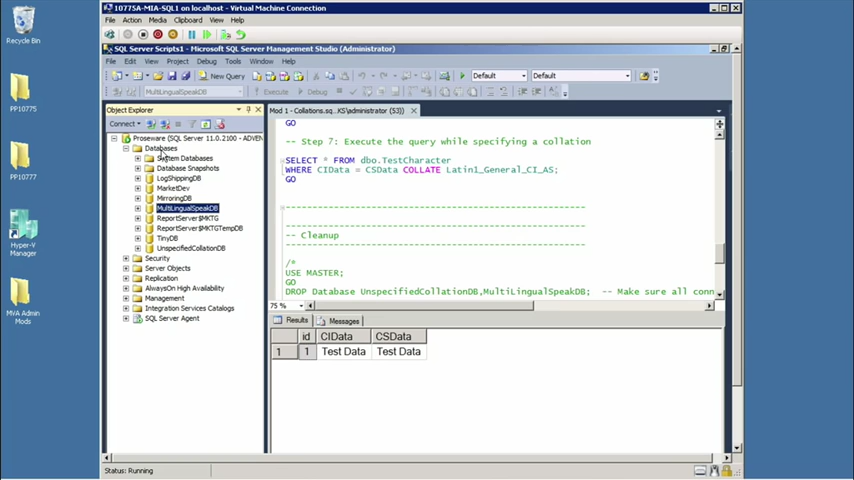 10775A-MIA-SQL1 on localhost - Virtual Machine Connection
File Action Media Clipboard View Help
SQL Server Scripts1 - Microsoft SQL Server Management Studio (Administrator)
File Edit View Project Debug Tools Window Help
New Query Default Default
MultiLingualSpeakDB Execute Debug
Object Explorer
Connect
Proseware (SQL Server 11.0.2100 - ADVEN
Databases
System Databases
Database Snapshots
LogShippingDB
MarketDev
MirroringDB
MultiLingualSpeakDB
ReportServer$MKTG
ReportServer$MKTGTempDB
TinyDB
UnspecifiedCollationDB
Security
Server Objects
Replication
AlwaysOn High Availability
Management
Integration Services Catalogs
SQL Server Agent
Mod 1 - Collations.sq...KS\administrator (53))
GO
-- Step 7: Execute the query while specifying a collation
SELECT * FROM dbo.TestCharacter
WHERE CIData = CSData COLLATE Latin1_General_CI_AS;
GO
-- Cleanup
/*
USE MASTER;
GO
DROP Database UnspecifiedCollationDB,MultiLingualSpeakDB; -- Make sure all conn
75 %
Results Messages
id CIData CSData
1 1 Test Data Test Data
Status: Running
Recycle Bin
PP10775
PP10777
Hyper-V
Manager
MVA Admin
Mods